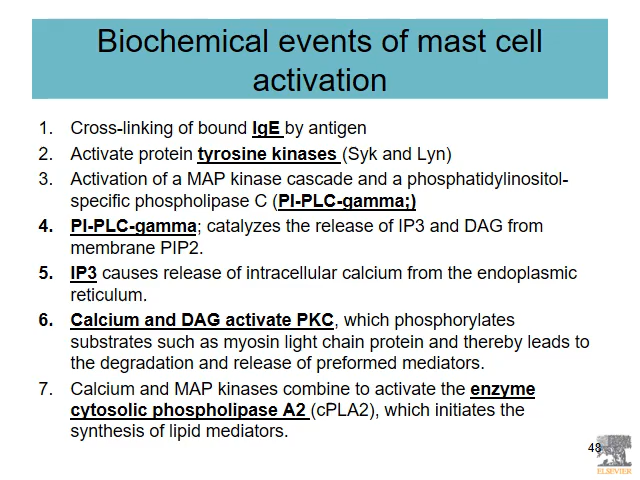 Biochemical events of mast cell
activation
1. Cross-linking of bound IgE by antigen
2. Activate protein tyrosine kinases (Syk and Lyn)
3. Activation of a MAP kinase cascade and a phosphatidylinositol-
specific phospholipase C (PI-PLC-gamma;)
4. PI-PLC-gamma; catalyzes the release of IP3 and DAG from
membrane PIP2.
5. IP3 causes release of intracellular calcium from the endoplasmic
reticulum.
6. Calcium and DAG activate PKC, which phosphorylates
substrates such as myosin light chain protein and thereby leads to
the degradation and release of preformed mediators.
7. Calcium and MAP kinases combine to activate the enzyme
cytosolic phospholipase A2 (cPLA2), which initiates the
synthesis of lipid mediators.
48
ELSEVIER